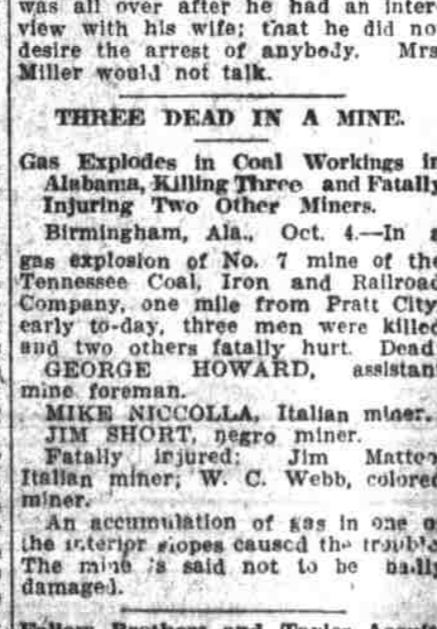 was all over after he had an inter
view with his wife; that he did no
desire the arrest of anybody. Mrs
Miller would not talk.
THREE DEAD IN A MINE.
Gas Explodes in Coal Workings in
Alabama, Killing Three and Fatally
Injuring Two Other Miners.
Birmingham, Ala., Oct. 4.—In a
gas explosion of No. 7 mine of the
Tennessee Coal, Iron and Railroad
Company, one mile from Pratt City
early to-day, three men were killed
and two others fatally hurt. Dead
GEORGE HOWARD, assistant
mine foreman.
MIKE NICCOLLA, Italian miner.
JIM SHORT, negro miner.
Fatally injured: Jim Matteo
Italian miner; W. C. Webb, colored
miner.
An accumulation of gas in one o
the interior slopes caused the trouble
The mine is said not to be badly
damaged.
Brothers and